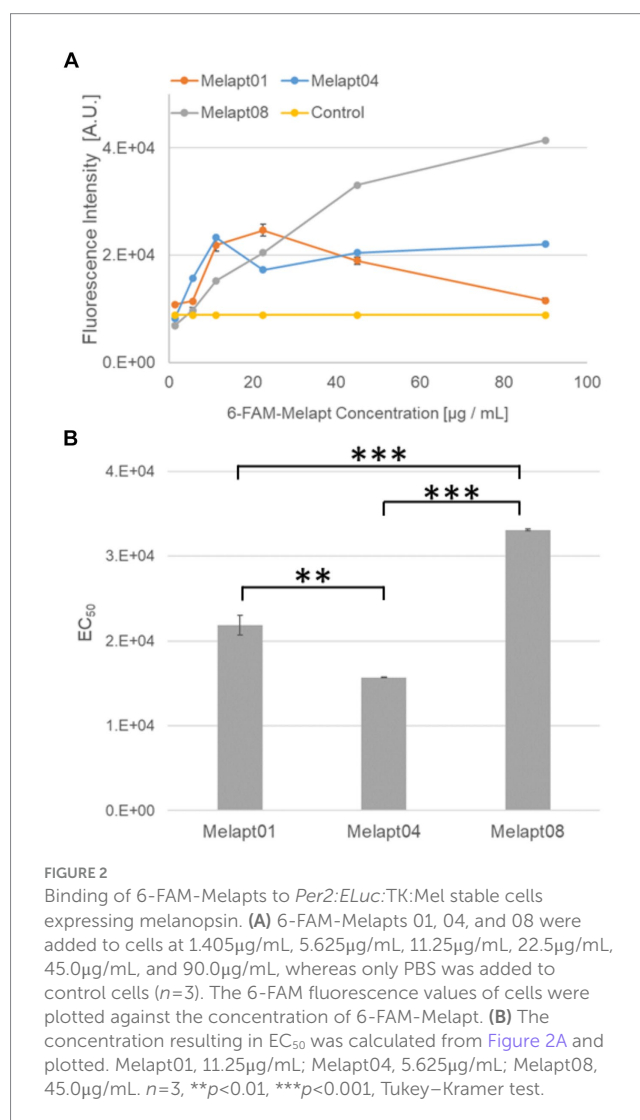 A
Melapt01
Melapt04
Melapt08
Control
Fluorescence Intensity [A.U.]
4.E+04
2.E+04
0.E+00
0 20 40 60 80 100
6-FAM-Melapt Concentration [µg / mL]
B
4.E+04
3.E+04
2.E+04
1.E+04
0.E+00
EC50
***
***
**
Melapt01 Melapt04 Melapt08
FIGURE 2
Binding of 6-FAM-Melapts to Per2:ELuc:TK:Mel stable cells
expressing melanopsin. (A) 6-FAM-Melapts 01, 04, and 08 were
added to cells at 1.405µg/mL, 5.625µg/mL, 11.25µg/mL, 22.5µg/mL,
45.0µg/mL, and 90.0µg/mL, whereas only PBS was added to
control cells (n=3). The 6-FAM fluorescence values of cells were
plotted against the concentration of 6-FAM-Melapt. (B) The
concentration resulting in EC50 was calculated from Figure 2A and
plotted. Melapt01, 11.25µg/mL; Melapt04, 5.625µg/mL; Melapt08,
45.0µg/mL. n=3, **p<0.01, ***p<0.001, Tukey–Kramer test.